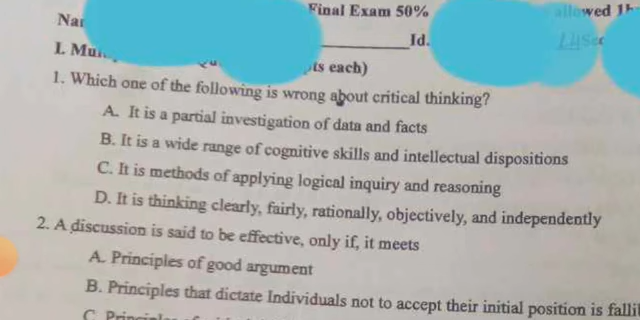 Final Exam 50%
Id.
I.
ts each)
1. Which one of the following is wrong about critical thinking?
A. It is a partial investigation of data and facts
B. It is a wide range of cognitive skills and intellectual dispositions
C. It is methods of applying logical inquiry and reasoning
D. It is thinking clearly, fairly, rationally, objectively, and independently
2. A discussion is said to be effective, only if, it meets
A. Principles of good argument
B. Principles that dictate Individuals not to accept their initial position is
C.